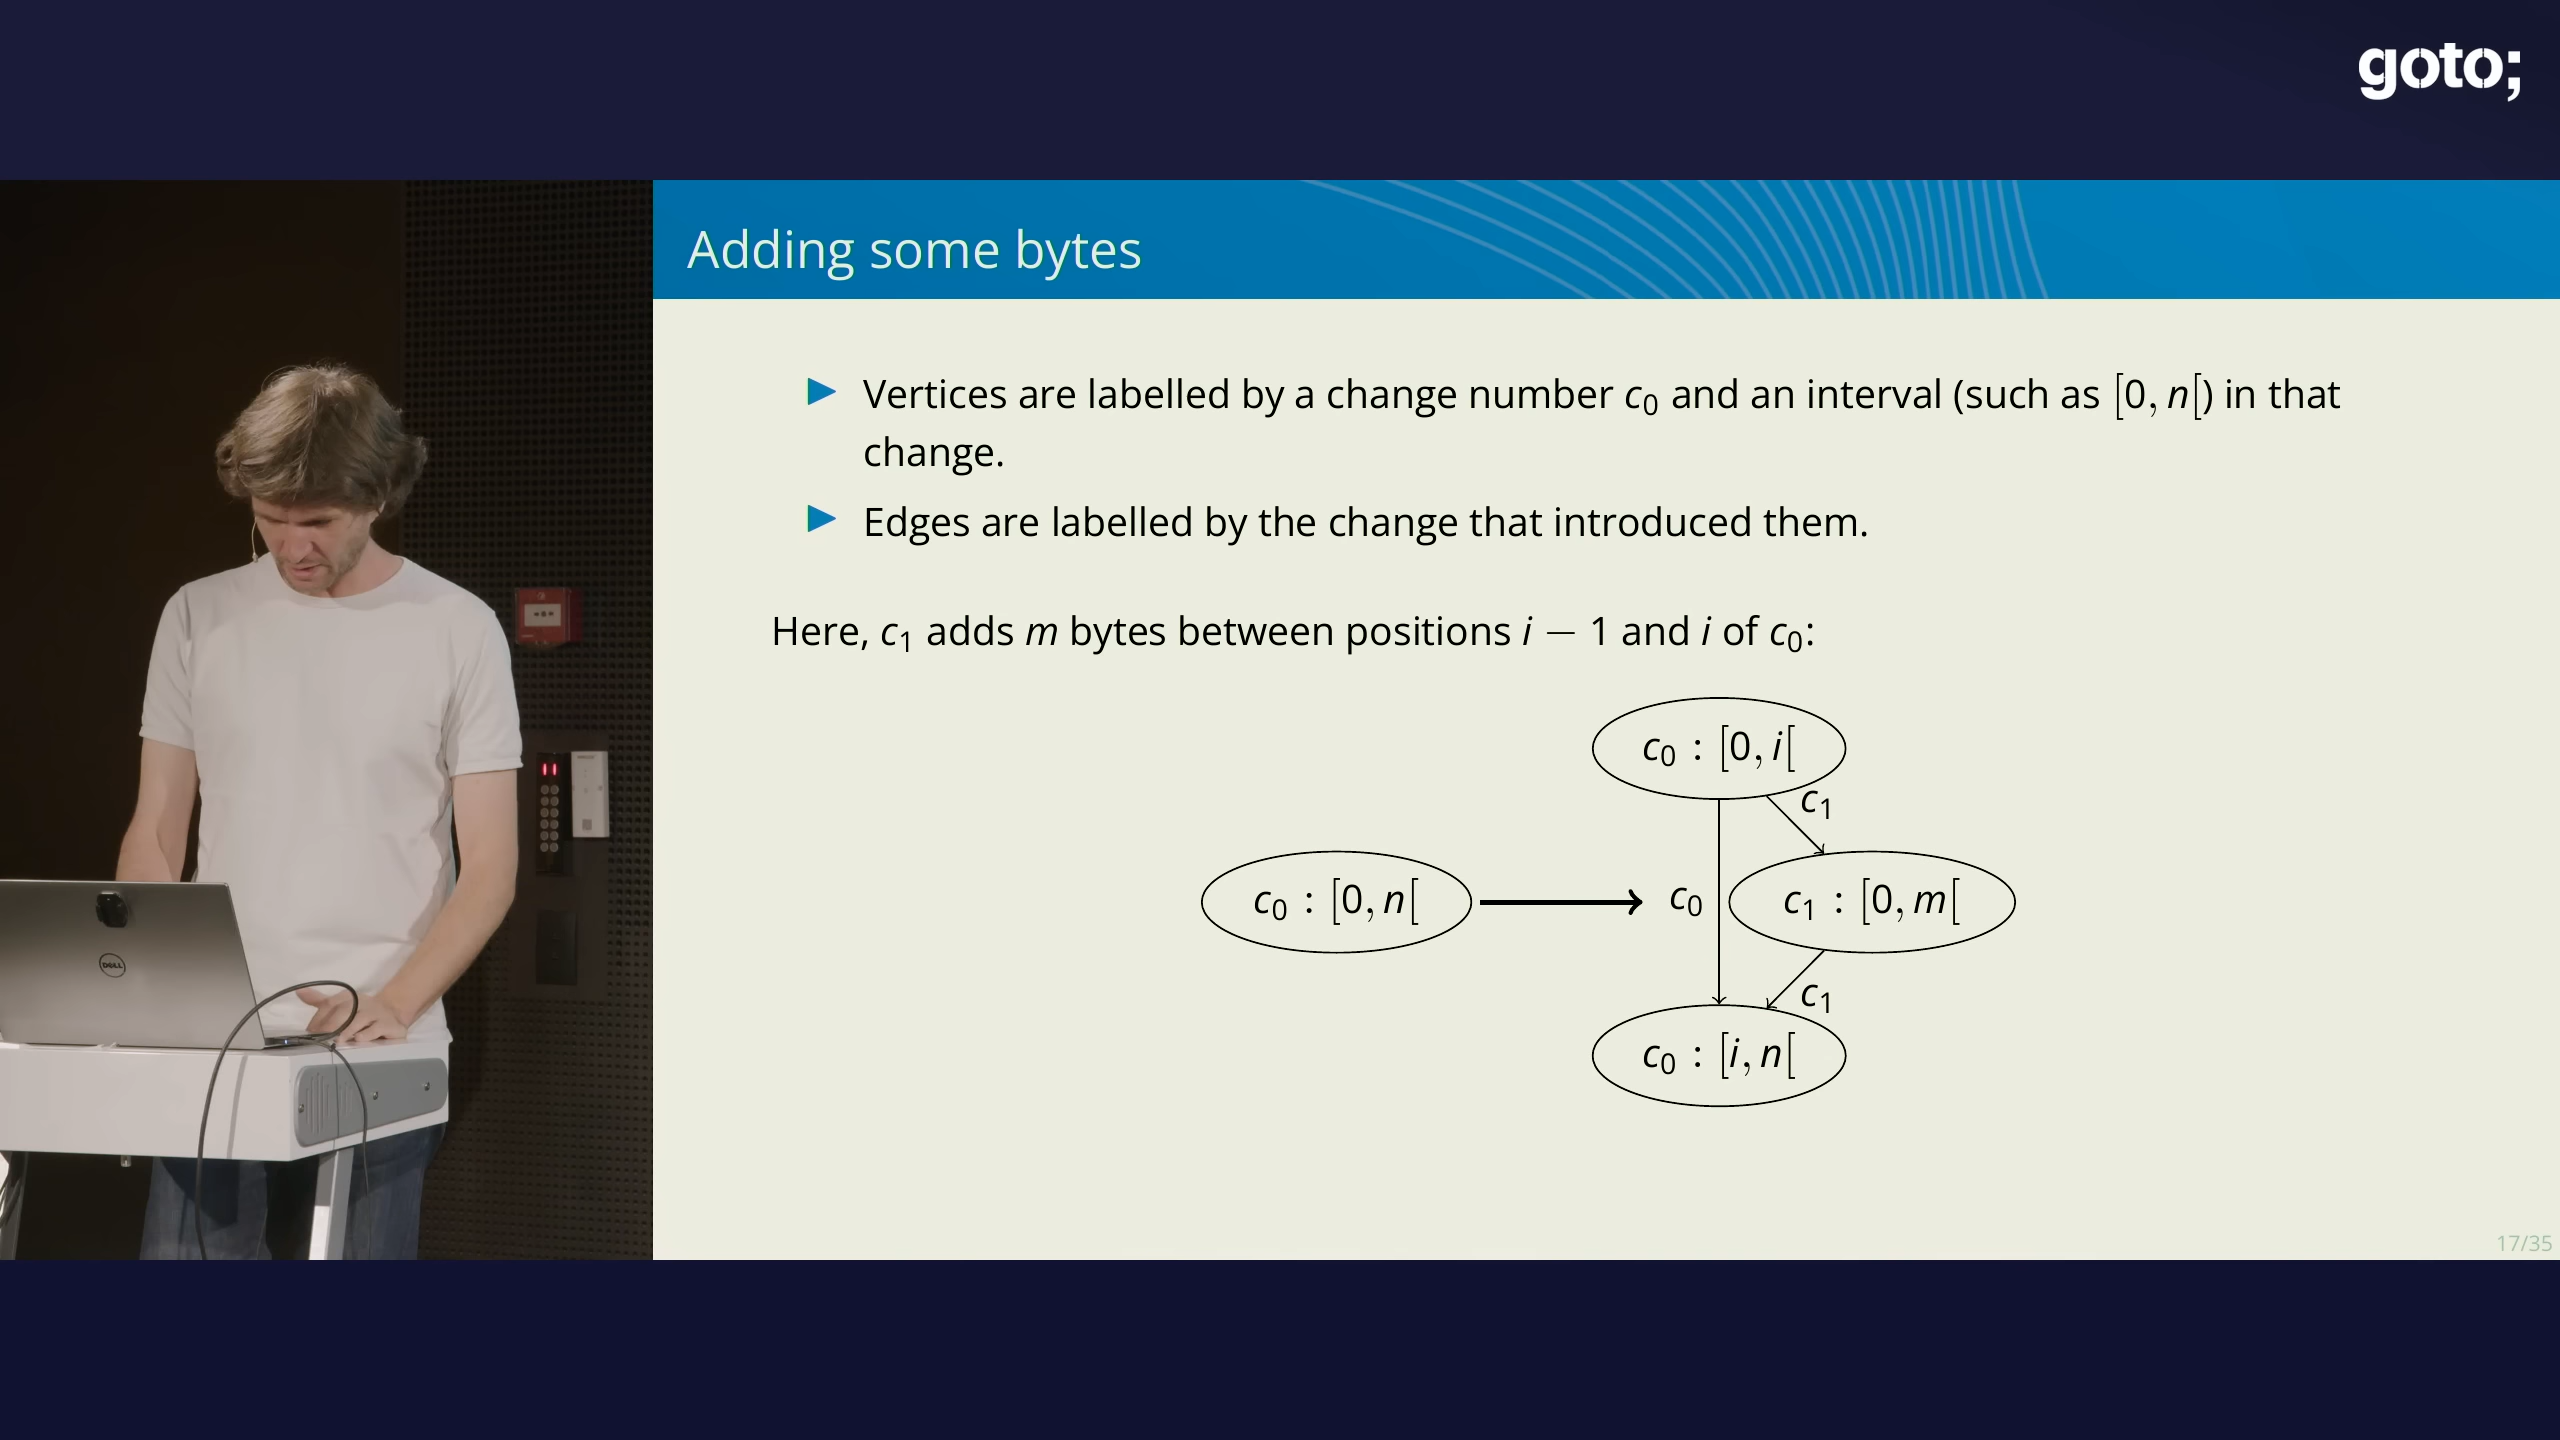 goto;
Adding some bytes
Vertices are labelled by a change number c₀ and an interval (such as [0, n[) in that
change.
Edges are labelled by the change that introduced them.
Here, c₁ adds m bytes between positions i − 1 and i of c₀:
c₀ : [0, i[
c₁
c₀ : [0, n[
c₀
c₁ : [0, m[
c₁
c₀ : [i, n[
DELL
17/35